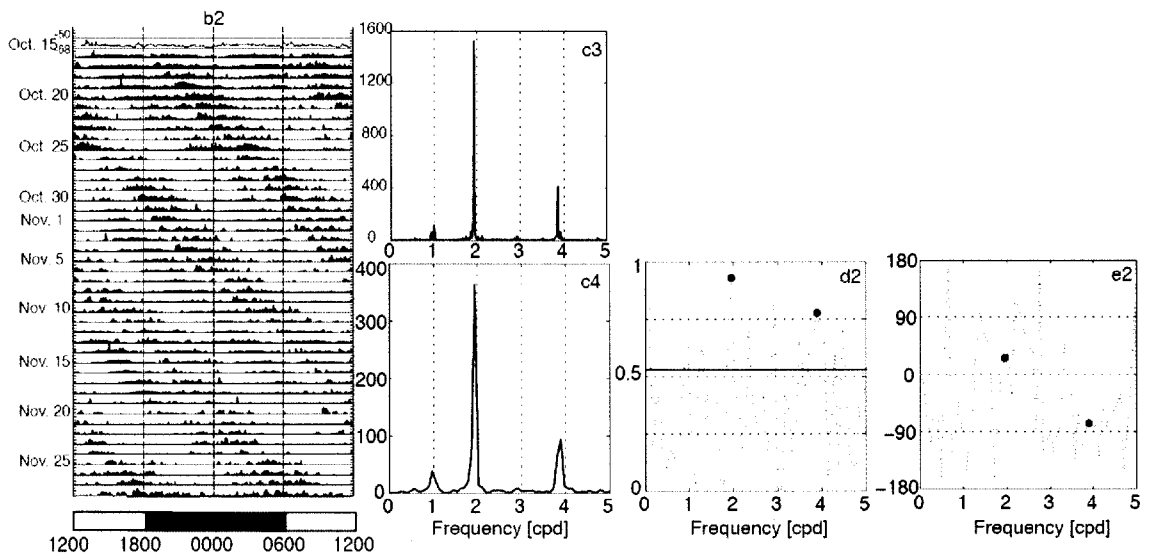 b2
-50
Oct. 15
-68
Oct. 20
Oct 25
Oct. 30
Nov. 1
Nov. 5
Nov. 10
Nov. 15
Nov. 20
Nov. 25
1200 1800 0000 0600 1200
c3
1600
1200
800
400
0
0 1 2 3 4 5
c4
400
300
200
100
0
0 1 2 3 4 5
Frequency [cpd]
d2
1
0.5
0
0 1 2 3 4 5
Frequency [cpd]
e2
180
90
0
-90
-180
0 1 2 3 4 5
Frequency [cpd]